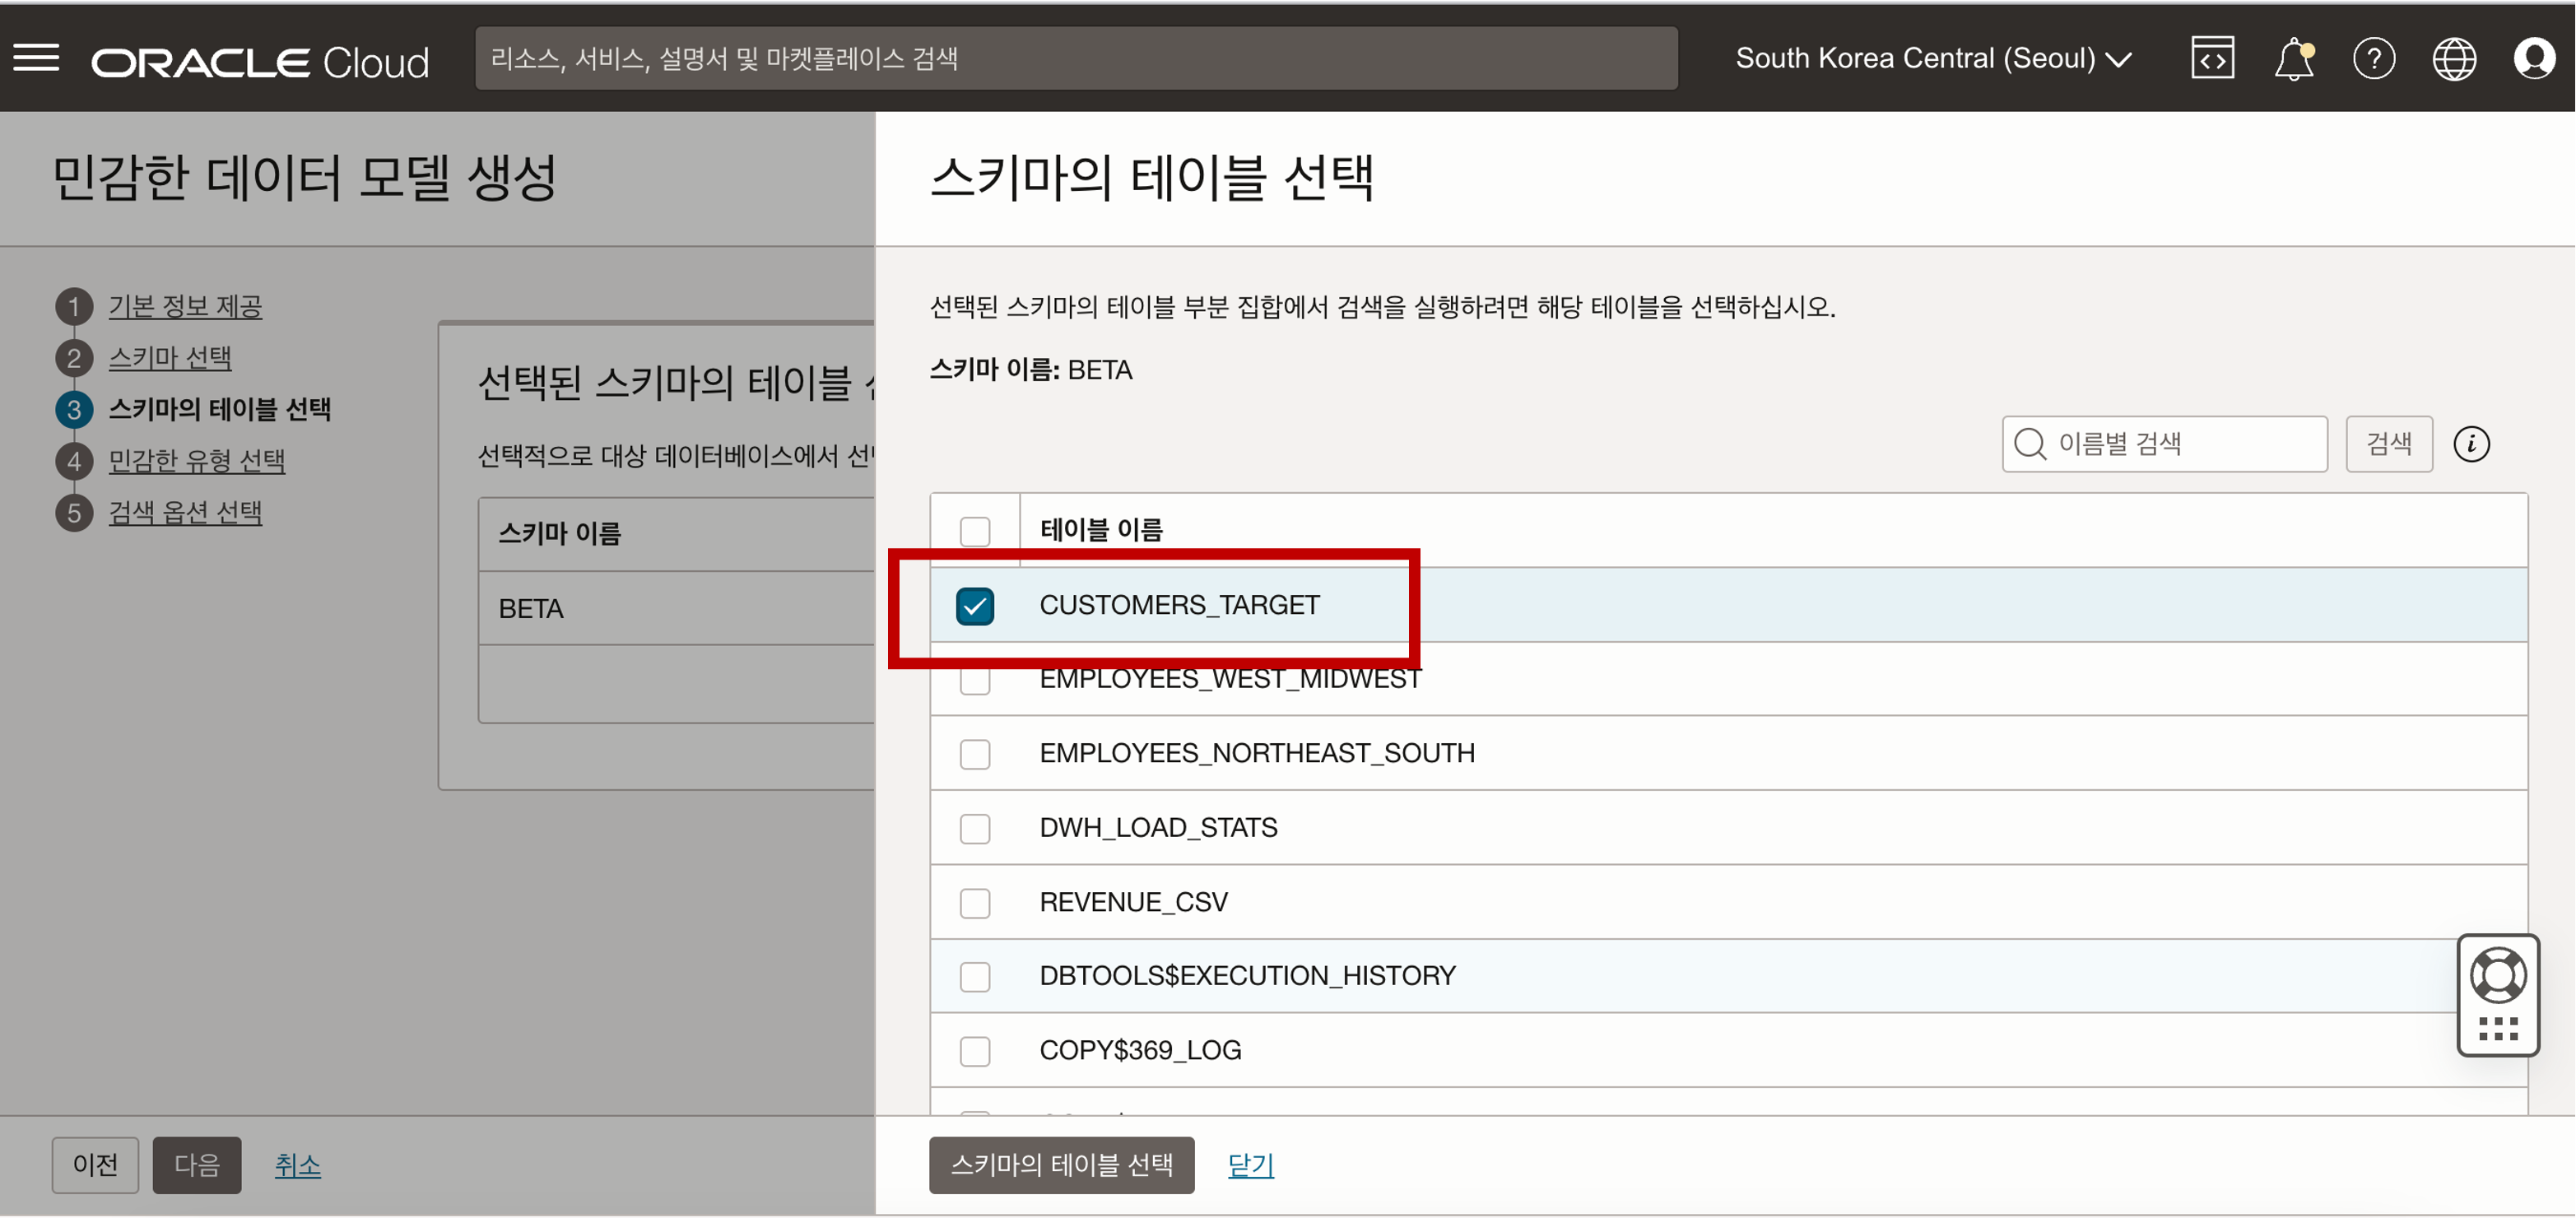 ORACLE Cloud
리소스, 서비스, 설명서 및 마켓플레이스 검색
South Korea Central (Seoul)
민감한 데이터 모델 생성
1 기본 정보 제공
2 스키마 선택
3 스키마의 테이블 선택
4 민감한 유형 선택
5 검색 옵션 선택
선택된 스키마의 테이블
선택적으로 대상 데이터베이스에서
스키마 이름
BETA
이전
다음
취소
스키마의 테이블 선택
선택된 스키마의 테이블 부분 집합에서 검색을 실행하려면 해당 테이블을 선택하십시오.
스키마 이름: BETA
이름별 검색
검색
테이블 이름
CUSTOMERS_TARGET
EMPLOYEES_WEST_MIDWEST
EMPLOYEES_NORTHEAST_SOUTH
DWH_LOAD_STATS
REVENUE_CSV
DBTOOLS$EXECUTION_HISTORY
COPY$369_LOG
스키마의 테이블 선택
닫기